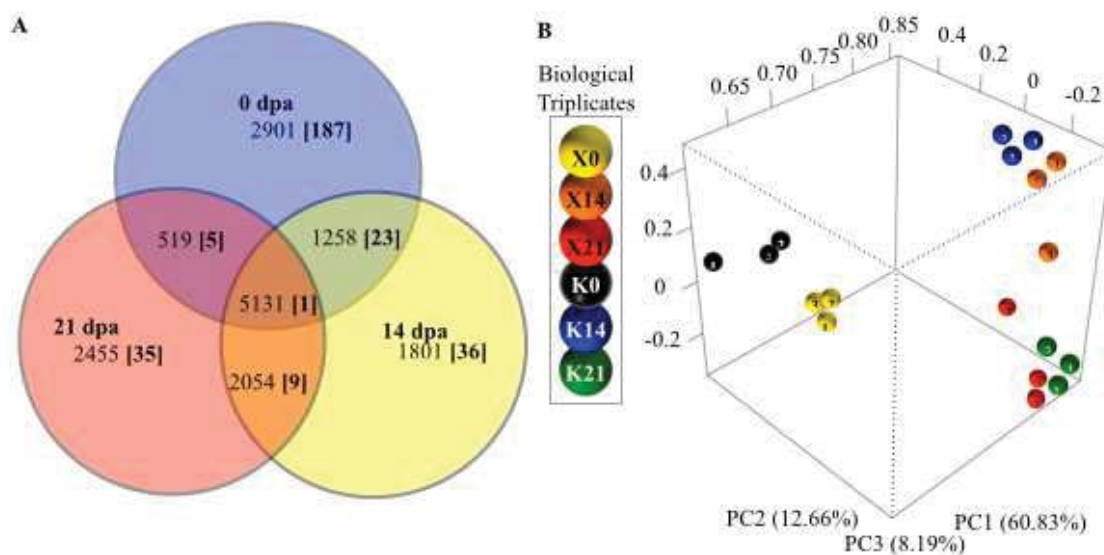 A
0 dpa
2901 [187]
519 [5]
1258 [23]
5131 [1]
21 dpa
2455 [35]
14 dpa
1801 [36]
2054 [9]
B
Biological
Triplicates
X0
X14
X21
K0
K14
K21
0.65
0.70
0.75
0.80
0.85
0.4
0.2
0
-0.2
0.4
0.2
0
-0.2
PC2 (12.66%)
PC1 (60.83%)
PC3 (8.19%)